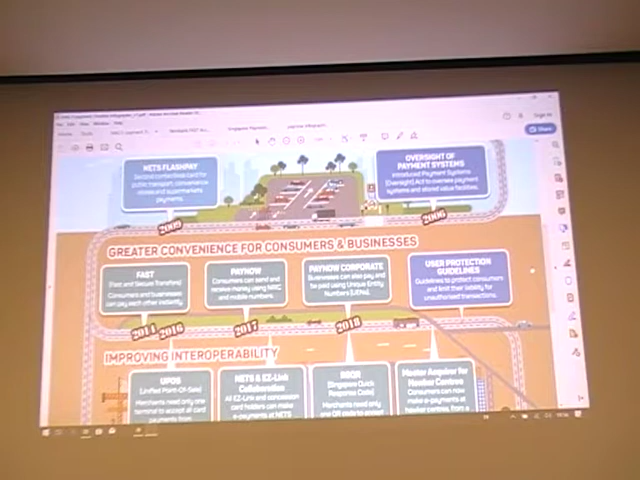 Sign In
Share
NETS FLASHPAY
Second contactless card for
public transport, convenience
stores and supermarkets
payments.
OVERSIGHT OF
PAYMENT SYSTEMS
Introduced Payment Systems
(Oversight) Act to oversee payment
systems and stored value facilities.
2009
2006
GREATER CONVENIENCE FOR CONSUMERS & BUSINESSES
FAST
(Fast and Secure Transfers)
Consumers and businesses
can pay each other instantly
PAYNOW
Consumers can send and
receive money using NRIC
and mobile numbers.
PAYNOW CORPORATE
Businesses can also pay and
be paid using Unique Entity
Numbers (UENs).
USER PROTECTION
GUIDELINES
Guidelines to protect consumers
and limit their liability for
unauthorised transactions.
2014 2016
2017
2018
IMPROVING INTEROPERABILITY
UPOS
(Unified Point-Of-Sale)
Merchants need only one
terminal to accept all card
payments from
NETS & EZ-Link
Collaboration
All EZ-Link and concession
card holders can make
e-payments at NETS
SGQR
(Singapore Quick
Response Code)
Merchants need only
one QR code to accept
Master Acquirer for
Hawker Centres
Consumers can now
make e-payments at
hawker centres from a